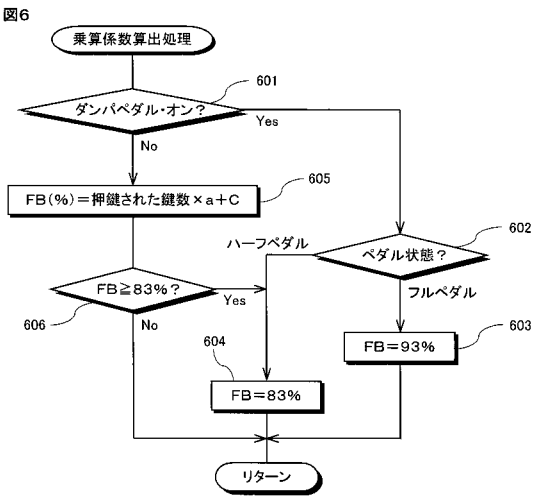 図6
乗算係数算出処理
601
ダンパペダル・オン?
Yes
No
605
FB(%)=押鍵された鍵数×a+C
602
ハーフペダル
ペダル状態?
FB≧83%?
Yes
フルペダル
606
No
603
604
FB=93%
FB=83%
リターン